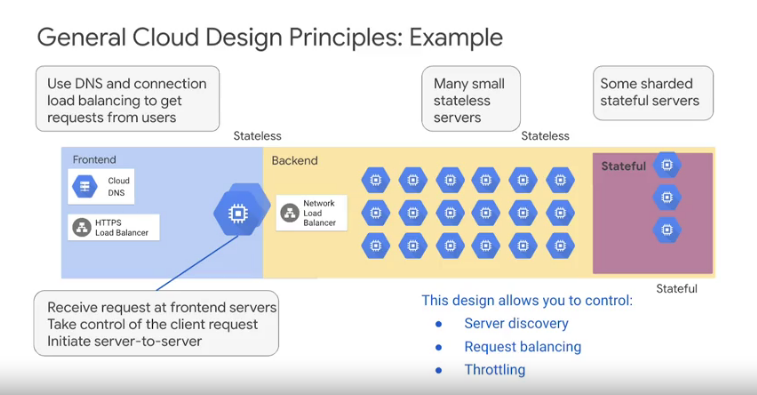 General Cloud Design Principles: Example
Use DNS and connection
load balancing to get
requests from users
Many small
stateless
servers
Some sharded
stateful servers
Stateless
Stateless
Frontend
Cloud
DNS
HTTPS
Load Balancer
Backend
Network
Load
Balancer
Stateful
Stateful
Receive request at frontend servers
Take control of the client request
Initiate server-to-server
This design allows you to control:
● Server discovery
● Request balancing
● Throttling